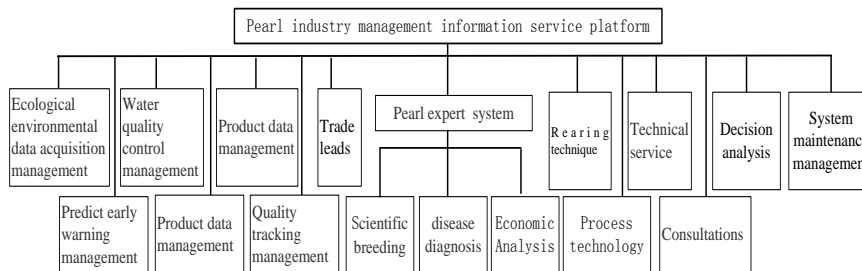 Pearl industry management information service platform
Ecological
environmental
data acquisition
management
Water
quality
control
management
Product data
management
Trade
leads
Pearl expert system
Rearing
technique
Technical
service
Decision
analysis
System
maintenance
management
Predict early
warning
management
Product data
management
Quality
tracking
management
Scientific
breeding
disease
diagnosis
Economic
Analysis
Process
technology
Consultations